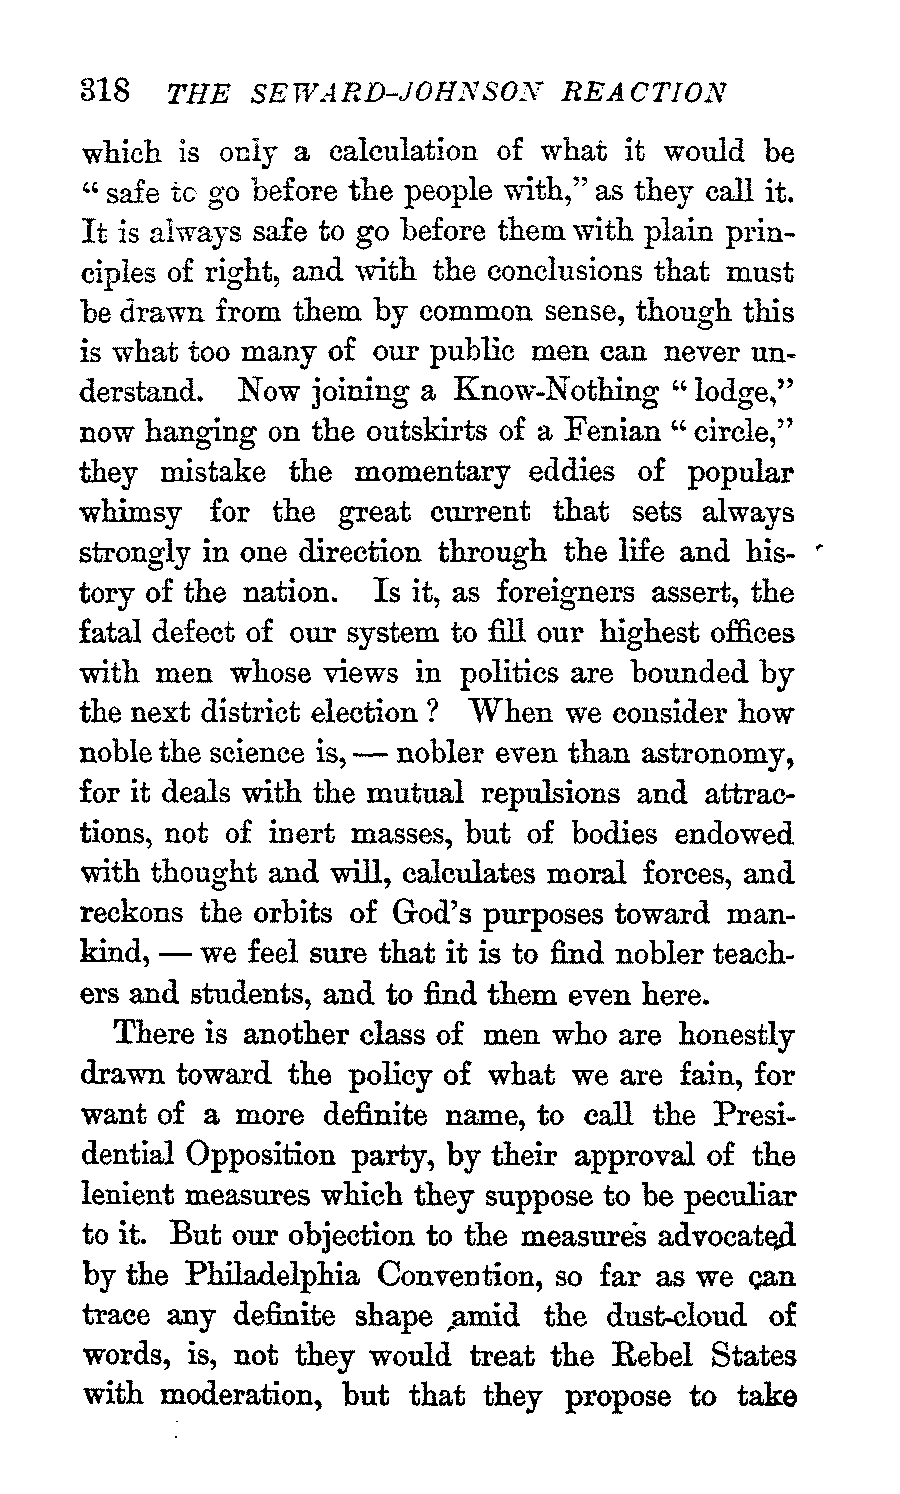 318 THE SEWARD-JOHNSON REACTION
which is only a calculation of what it would be
“ safe to go before the people with,” as they call it.
It is always safe to go before them with plain prin-
ciples of right, and with the conclusions that must
be drawn from them by common sense, though this
is what too many of our public men can never un-
derstand. Now joining a Know-Nothing “ lodge,”
now hanging on the outskirts of a Fenian “ circle,”
they mistake the momentary eddies of popular
whimsy for the great current that sets always
strongly in one direction through the life and his-
tory of the nation. Is it, as foreigners assert, the
fatal defect of our system to fill our highest offices
with men whose views in politics are bounded by
the next district election ? When we consider how
noble the science is, — nobler even than astronomy,
for it deals with the mutual repulsions and attrac-
tions, not of inert masses, but of bodies endowed
with thought and will, calculates moral forces, and
reckons the orbits of God’s purposes toward man-
kind, — we feel sure that it is to find nobler teach-
ers and students, and to find them even here.
There is another class of men who are honestly
drawn toward the policy of what we are fain, for
want of a more definite name, to call the Presi-
dential Opposition party, by their approval of the
lenient measures which they suppose to be peculiar
to it. But our objection to the measures advocated
by the Philadelphia Convention, so far as we can
trace any definite shape amid the dust-cloud of
words, is, not they would treat the Rebel States
with moderation, but that they propose to take